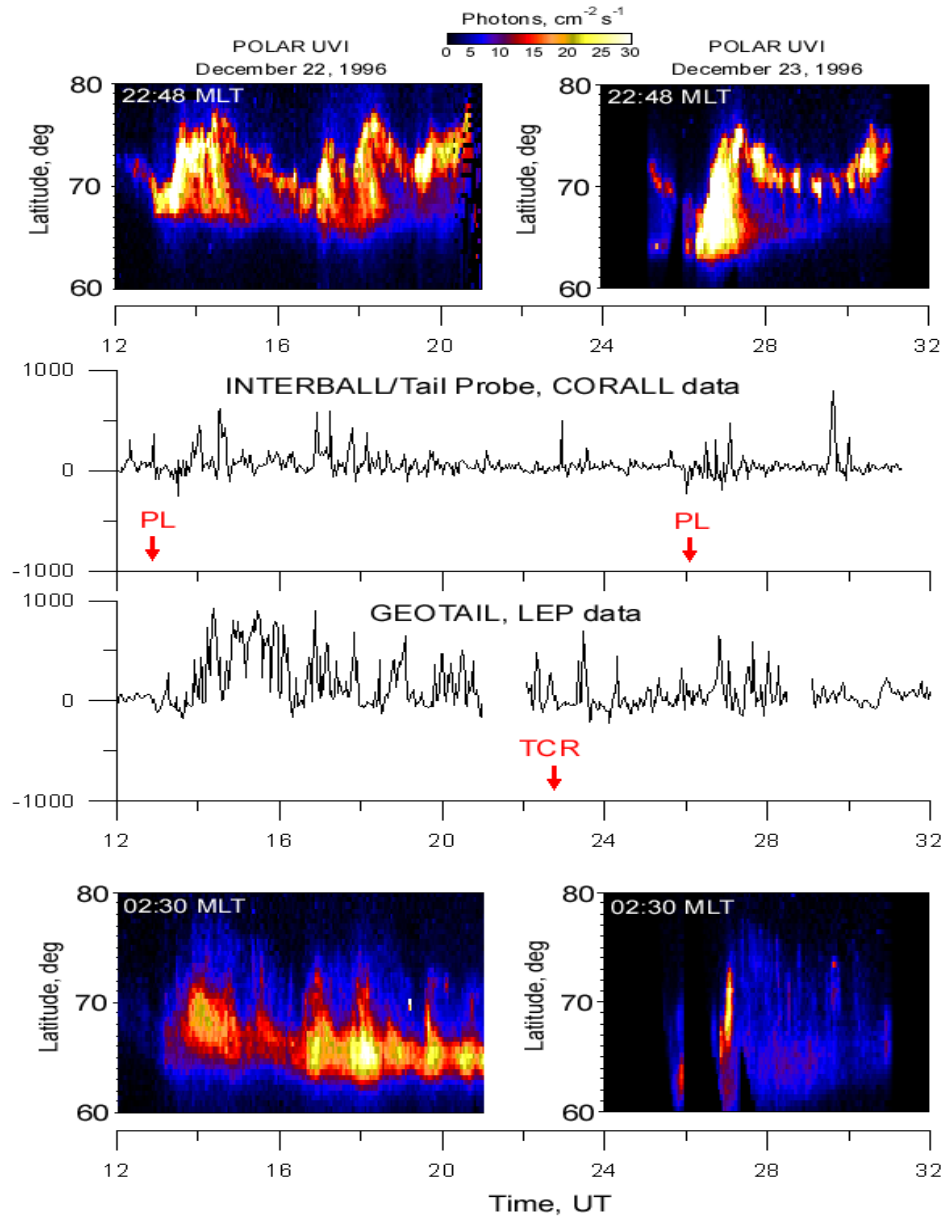 Photons, cm⁻² s⁻¹
0 5 10 15 20 25 30
POLAR UVI
December 22, 1996
POLAR UVI
December 23, 1996
80
22:48 MLT
70
60
Latitude, deg
80
22:48 MLT
70
60
Latitude, deg
12 16 20 24 28 32
1000
INTERBALL/Tail Probe, CORALL data
0
PL
PL
-1000
1000
GEOTAIL, LEP data
0
TCR
-1000
12 16 20 24 28 32
80
02:30 MLT
70
60
Latitude, deg
80
02:30 MLT
70
60
Latitude, deg
12 16 20 24 28 32
Time, UT